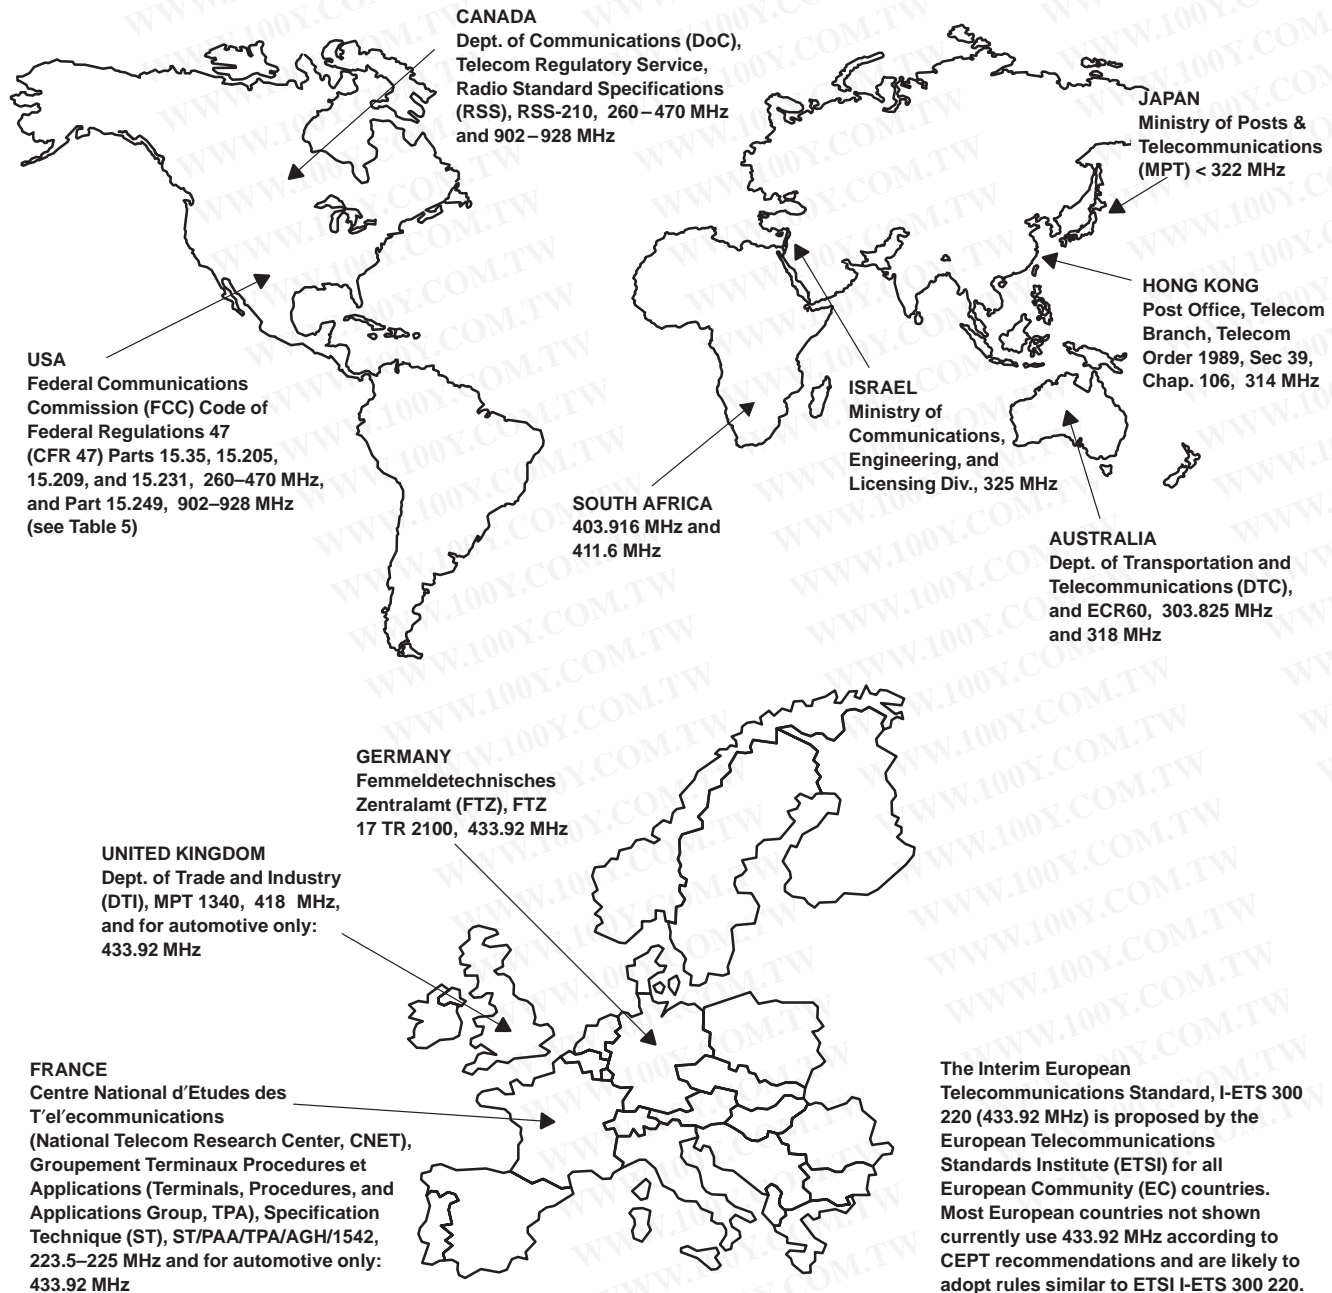 CANADA
Dept. of Communications (DoC),
Telecom Regulatory Service,
Radio Standard Specifications
(RSS), RSS-210, 260–470 MHz
and 902–928 MHz
JAPAN
Ministry of Posts &
Telecommunications
(MPT) < 322 MHz
HONG KONG
Post Office, Telecom
Branch, Telecom
Order 1989, Sec 39,
Chap. 106, 314 MHz
USA
Federal Communications
Commission (FCC) Code of
Federal Regulations 47
(CFR 47) Parts 15.35, 15.205,
15.209, and 15.231, 260–470 MHz,
and Part 15.249, 902–928 MHz
(see Table 5)
ISRAEL
Ministry of
Communications,
Engineering, and
Licensing Div., 325 MHz
SOUTH AFRICA
403.916 MHz and
411.6 MHz
AUSTRALIA
Dept. of Transportation and
Telecommunications (DTC),
and ECR60, 303.825 MHz
and 318 MHz
GERMANY
Femmeldetechnisches
Zentralamt (FTZ), FTZ
17 TR 2100, 433.92 MHz
UNITED KINGDOM
Dept. of Trade and Industry
(DTI), MPT 1340, 418 MHz,
and for automotive only:
433.92 MHz
FRANCE
Centre National d′Etudes des
T′el′ecommunications
(National Telecom Research Center, CNET),
Groupement Terminaux Procedures et
Applications (Terminals, Procedures, and
Applications Group, TPA), Specification
Technique (ST), ST/PAA/TPA/AGH/1542,
223.5–225 MHz and for automotive only:
433.92 MHz
The Interim European
Telecommunications Standard, I-ETS 300
220 (433.92 MHz) is proposed by the
European Telecommunications
Standards Institute (ETSI) for all
European Community (EC) countries.
Most European countries not shown
currently use 433.92 MHz according to
CEPT recommendations and are likely to
adopt rules similar to ETSI I-ETS 300 220.
WWW.100Y.COM.TW